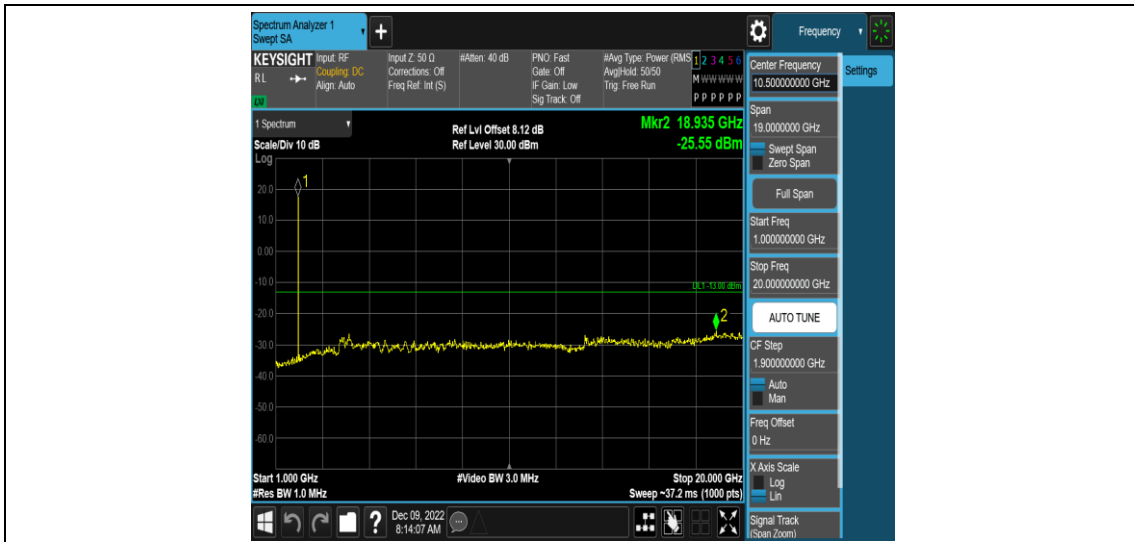 Spectrum Analyzer 1
Swept SA
+
Frequency
KEYSIGHT
RL
LXI
Input: RF
Coupling: DC
Align: Auto
Input Z: 50 Ω
Corrections: Off
Freq Ref: Int (S)
#Atten: 40 dB
PNO: Fast
Gate: Off
IF Gain: Low
Sig Track: Off
#Avg Type: Power (RMS
Avg|Hold: 50/50
Trig: Free Run
1 2 3 4 5 6
M W W W W W
P P P P P P
1 Spectrum
Scale/Div 10 dB
Log
Ref Lvl Offset 8.12 dB
Ref Level 30.00 dBm
Mkr2 18.935 GHz
-25.55 dBm
1
20.0
10.0
0.00
-10.0
DL1 -13.00 dBm
-20.0
2
-30.0
-40.0
-50.0
-60.0
Start 1.000 GHz
#Res BW 1.0 MHz
#Video BW 3.0 MHz
Stop 20.000 GHz
Sweep ~37.2 ms (1000 pts)
?
Dec 09, 2022
8:14:07 AM
Center Frequency
10.500000000 GHz
Settings
Span
19.0000000 GHz
Swept Span
Zero Span
Full Span
Start Freq
1.000000000 GHz
Stop Freq
20.000000000 GHz
AUTO TUNE
CF Step
1.900000000 GHz
Auto
Man
Freq Offset
0 Hz
X Axis Scale
Log
Lin
Signal Track
(Span Zoom)